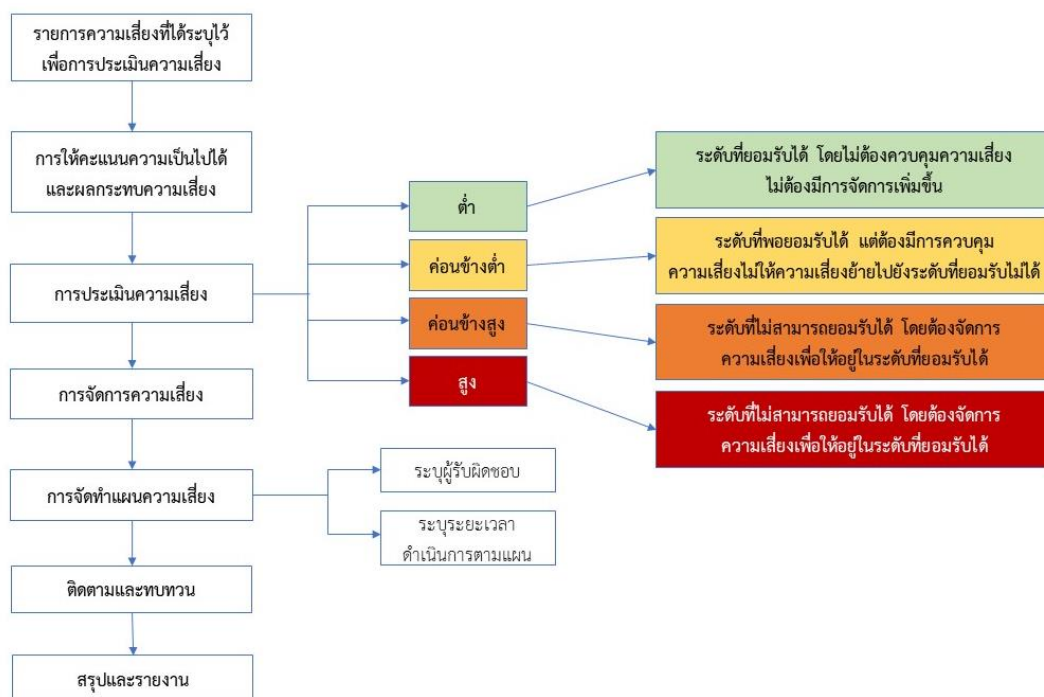 รายการความเสี่ยงที่ได้ระบุไว้
เพื่อการประเมินความเสี่ยง
การให้คะแนนความเป็นไปได้
และผลกระทบความเสี่ยง
การประเมินความเสี่ยง
การจัดการความเสี่ยง
การจัดทำแผนความเสี่ยง
ติดตามและทบทวน
สรุปและรายงาน
ต่ำ
ค่อนข้างต่ำ
ค่อนข้างสูง
สูง
ระบุผู้รับผิดชอบ
ระบุระยะเวลา
ดำเนินการตามแผน
ระดับที่ยอมรับได้ โดยไม่ต้องควบคุมความเสี่ยง
ไม่ต้องมีการจัดการเพิ่มขึ้น
ระดับที่พอยอมรับได้ แต่ต้องมีการควบคุม
ความเสี่ยงไม่ให้ความเสี่ยงย้ายไปยังระดับที่ยอมรับไม่ได้
ระดับที่ไม่สามารถยอมรับได้ โดยต้องจัดการ
ความเสี่ยงเพื่อให้อยู่ในระดับที่ยอมรับได้
ระดับที่ไม่สามารถยอมรับได้ โดยต้องจัดการ
ความเสี่ยงเพื่อให้อยู่ในระดับที่ยอมรับได้